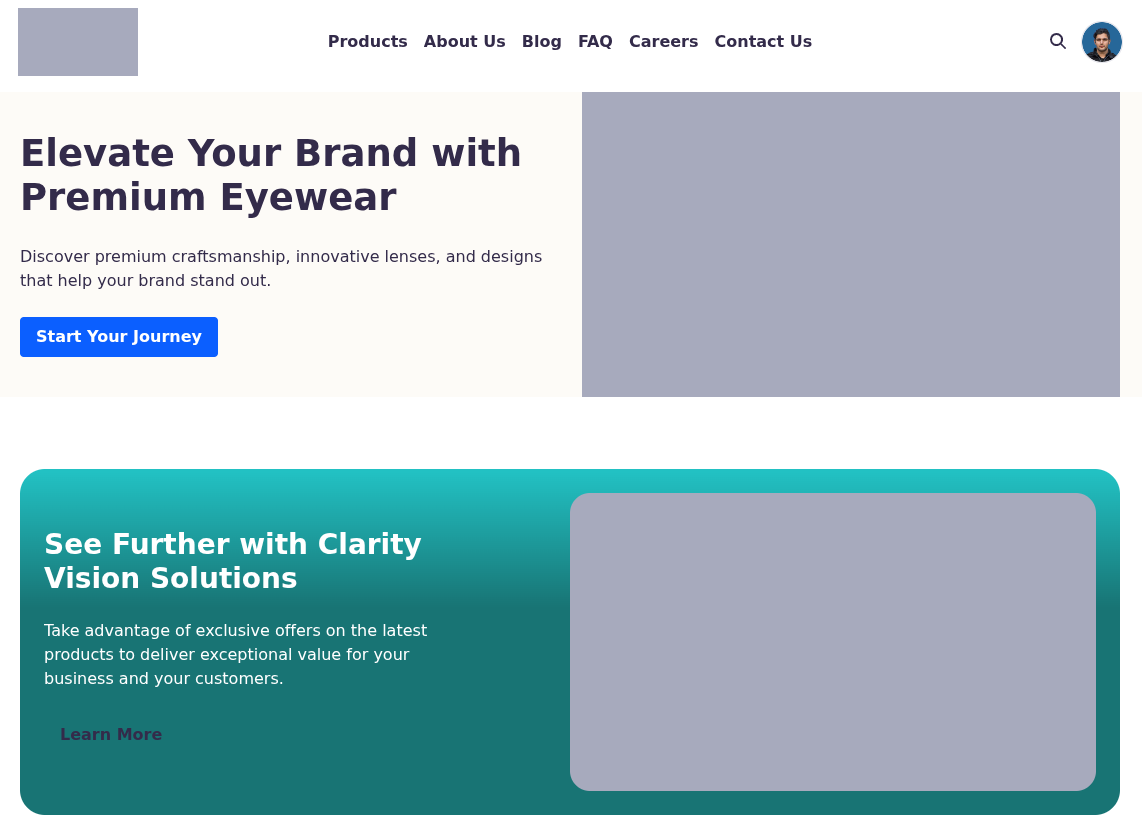 Products About Us Blog FAQ Careers Contact Us
Elevate Your Brand with
Premium Eyewear
Discover premium craftsmanship, innovative lenses, and designs
that help your brand stand out.
Start Your Journey
See Further with Clarity
Vision Solutions
Take advantage of exclusive offers on the latest
products to deliver exceptional value for your
business and your customers.
Learn More